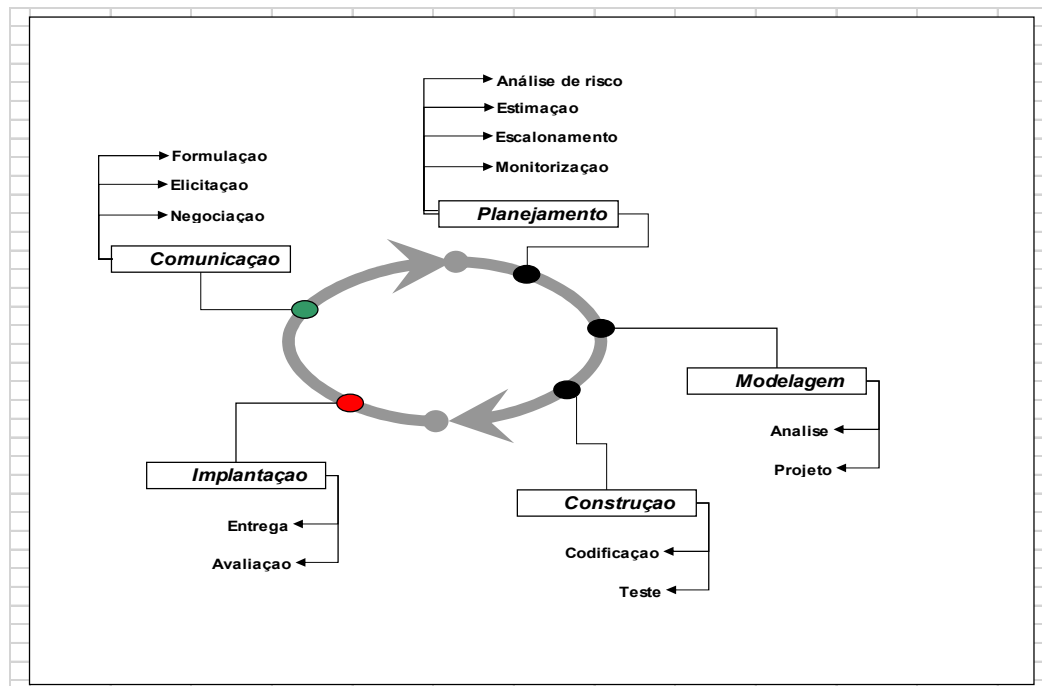 Análise de risco
Estimaçao
Escalonamento
Monitorizaçao
Planejamento
Formulaçao
Elicitaçao
Negociaçao
Comunicaçao
Modelagem
Analise
Projeto
Implantaçao
Entrega
Avaliaçao
Construçao
Codificaçao
Teste